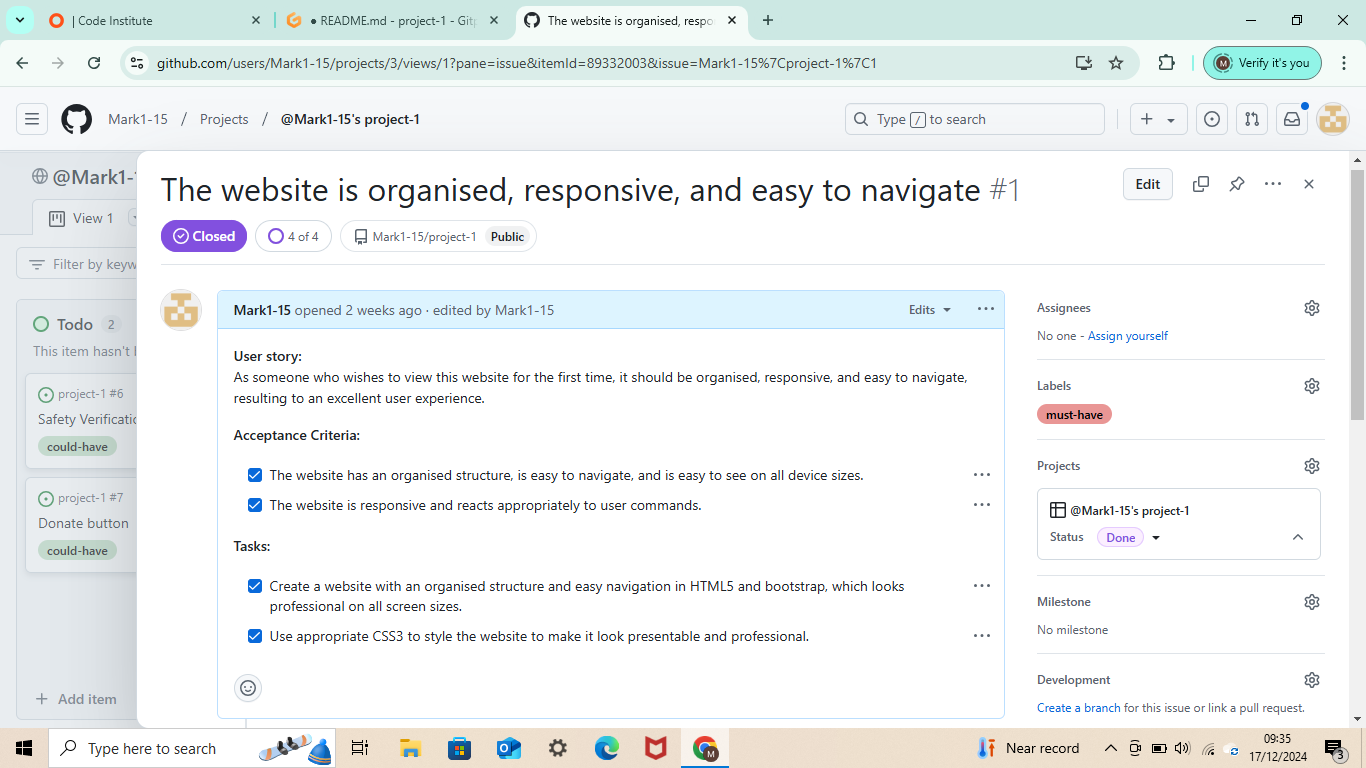 | Code Institute
● README.md - project-1 - Gitp
The website is organised, respo
github.com/users/Mark1-15/projects/3/views/1?pane=issue&itemId=89332003&issue=Mark1-15%7Cproject-1%7C1
M
Verify it's you
Mark1-15 / Projects / @Mark1-15's project-1
Type / to search
@Mark1-1
View 1
Filter by keyw
Todo 2
This item hasn't b
project-1 #6
Safety Verificatio
could-have
project-1 #7
Donate button
could-have
+ Add item
The website is organised, responsive, and easy to navigate #1
Edit
Closed
4 of 4
Mark1-15/project-1 Public
Mark1-15 opened 2 weeks ago · edited by Mark1-15
Edits
User story:
As someone who wishes to view this website for the first time, it should be organised, responsive, and easy to navigate,
resulting to an excellent user experience.
Acceptance Criteria:
The website has an organised structure, is easy to navigate, and is easy to see on all device sizes.
The website is responsive and reacts appropriately to user commands.
Tasks:
Create a website with an organised structure and easy navigation in HTML5 and bootstrap, which looks
professional on all screen sizes.
Use appropriate CSS3 to style the website to make it look presentable and professional.
Assignees
No one - Assign yourself
Labels
must-have
Projects
@Mark1-15's project-1
Status Done
Milestone
No milestone
Development
Create a branch for this issue or link a pull request.
Type here to search
M
Near record
09:35
17/12/2024
3